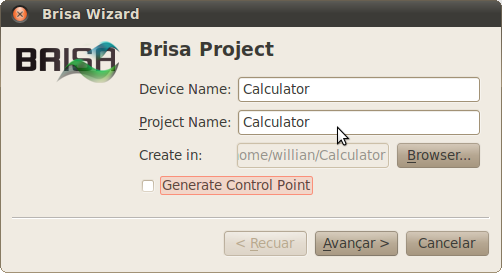 Brisa Wizard
BRISA
Brisa Project
Device Name: Calculator
Project Name: Calculator
Create in: ome/willian/Calculator Browser...
Generate Control Point
< Recuar Avançar > Cancelar